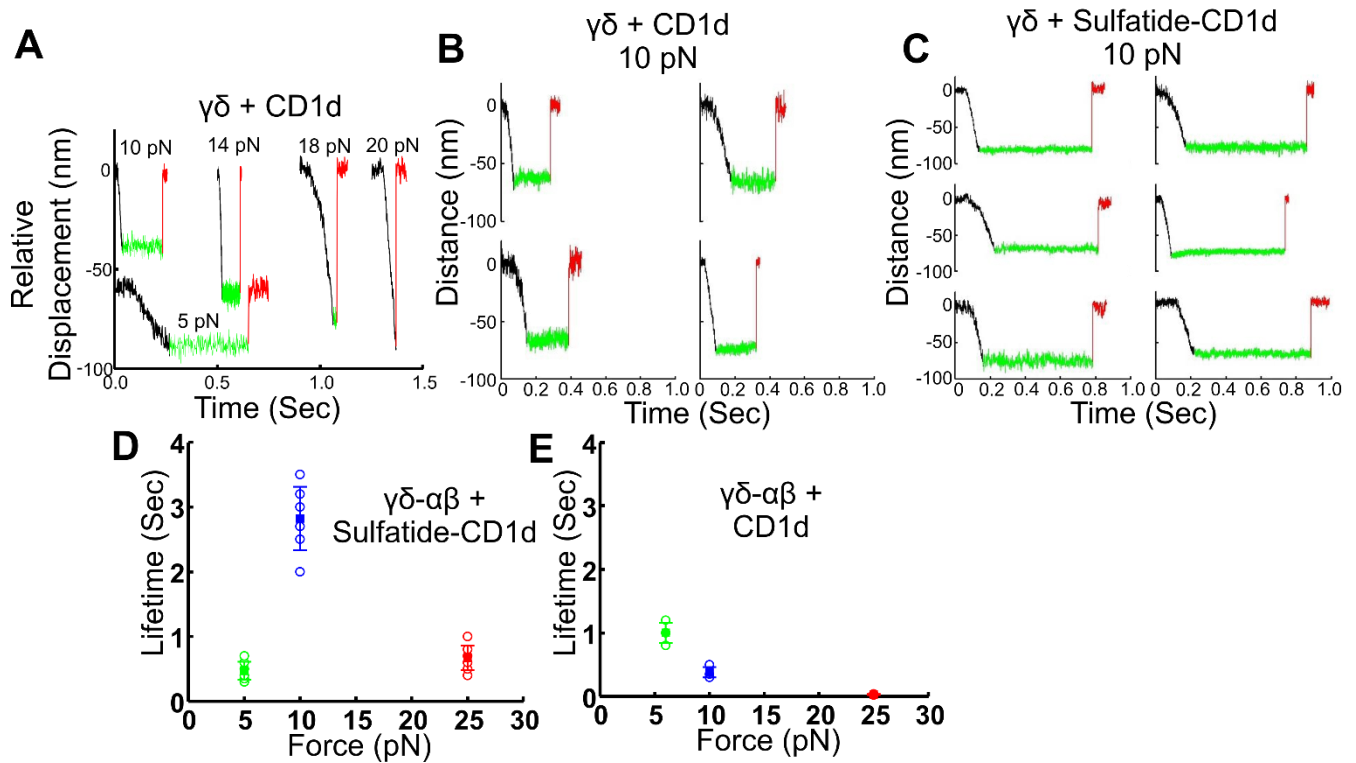 A
γδ + CD1d
10 pN
14 pN
18 pN
20 pN
5 pN
0
-50
-100
0.0
0.5
1.0
1.5
Relative
Displacement (nm)
Time (Sec)
B
γδ + CD1d
10 pN
0
-50
-100
0
-50
-100
0
0.2
0.4
0.6
0.8
1.0
0
0.2
0.4
0.6
0.8
1.0
Distance (nm)
Time (Sec)
C
γδ + Sulfatide-CD1d
10 pN
0
-50
-100
0
-50
-100
0
-50
-100
0
0.2
0.4
0.6
0.8
1.0
0
0.2
0.4
0.6
0.8
1.0
Distance (nm)
Time (Sec)
D
γδ-αβ +
Sulfatide-CD1d
4
3
2
1
0
0
5
10
15
20
25
30
Lifetime (Sec)
Force (pN)
E
γδ-αβ +
CD1d
4
3
2
1
0
0
5
10
15
20
25
30
Lifetime (Sec)
Force (pN)